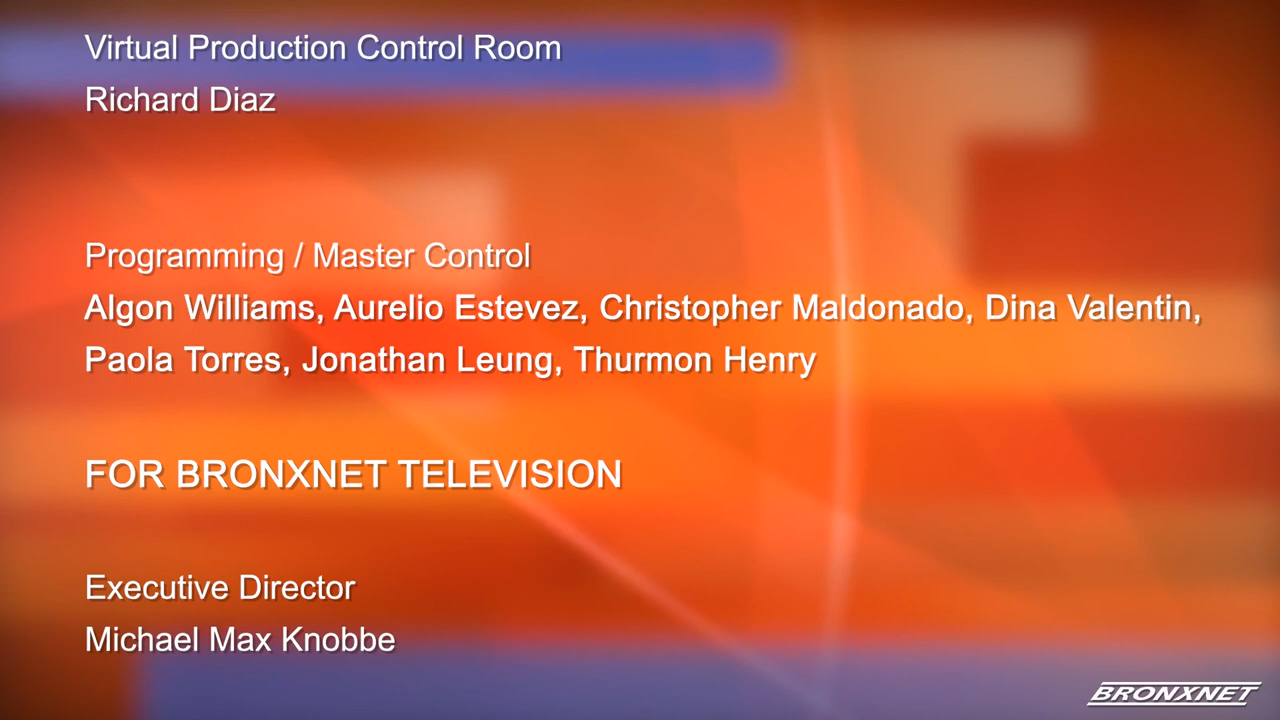 Virtual Production Control Room
Richard Diaz
Programming / Master Control
Algon Williams, Aurelio Estevez, Christopher Maldonado, Dina Valentin,
Paola Torres, Jonathan Leung, Thurmon Henry
FOR BRONXNET TELEVISION
Executive Director
Michael Max Knobbe
BRONXNET